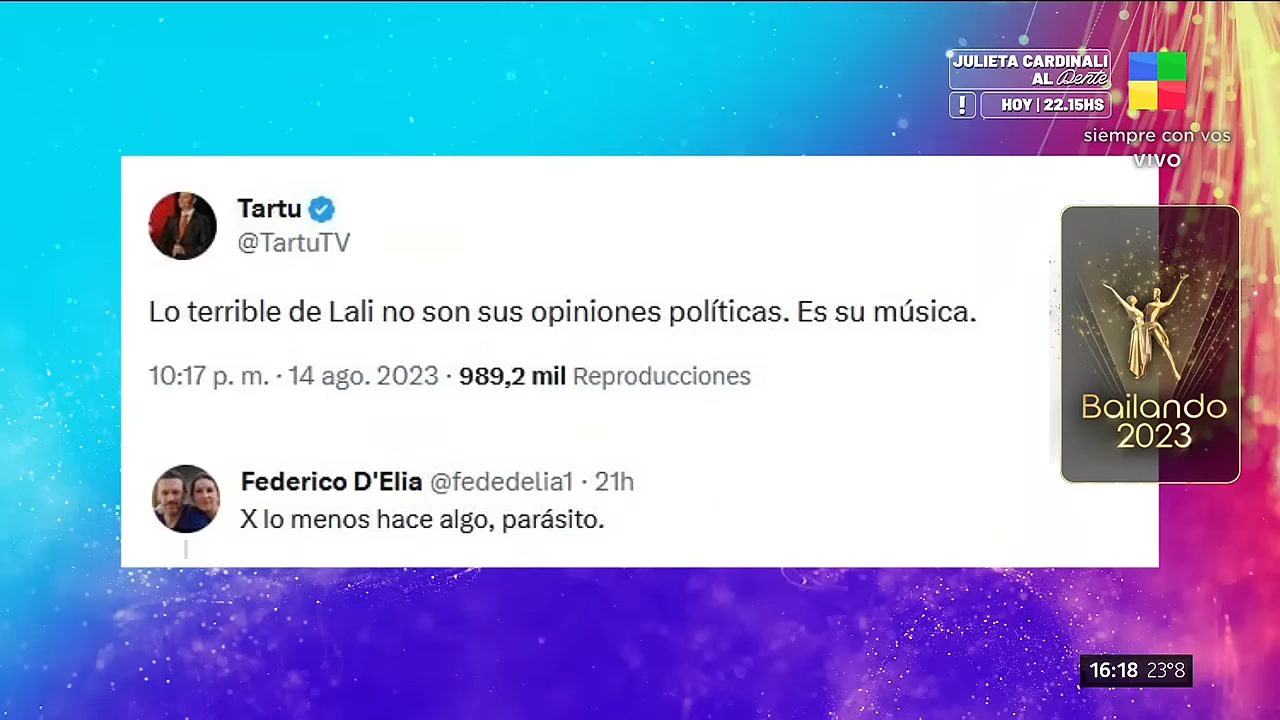 JULIETA CARDINALI
AL Dente
! HOY | 22.15HS
siempre con vos
VIVO
Tartu
@TartuTV
Lo terrible de Lali no son sus opiniones políticas. Es su música.
10:17 p. m. · 14 ago. 2023 · 989,2 mil Reproducciones
Federico D'Elia @fededelia1 · 21h
X lo menos hace algo, parásito.
Bailando
2023
16:18 23°8